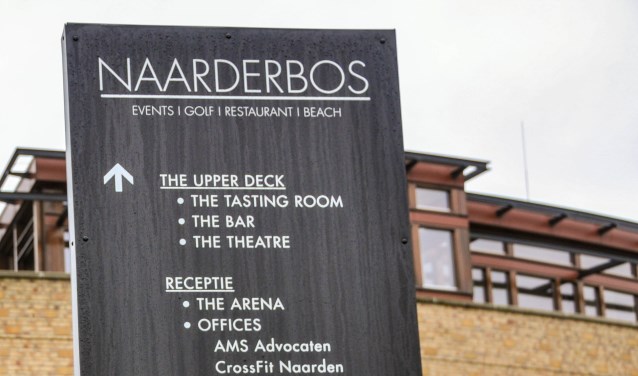 NAARDERBOS
EVENTS | GOLF | RESTAURANT | BEACH
THE UPPER DECK
• THE TASTING ROOM
• THE BAR
• THE THEATRE
RECEPTIE
• THE ARENA
• OFFICES
AMS Advocaten
CrossFit Naarden